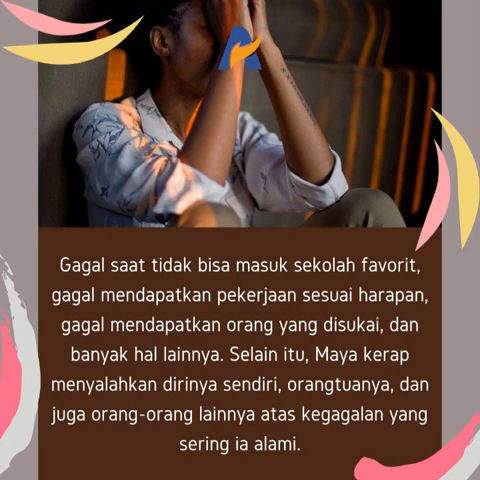 Gagal saat tidak bisa masuk sekolah favorit,
gagal mendapatkan pekerjaan sesuai harapan,
gagal mendapatkan orang yang disukai, dan
banyak hal lainnya. Selain itu, Maya kerap
menyalahkan dirinya sendiri, orangtuanya, dan
juga orang-orang lainnya atas kegagalan yang
sering ia alami.